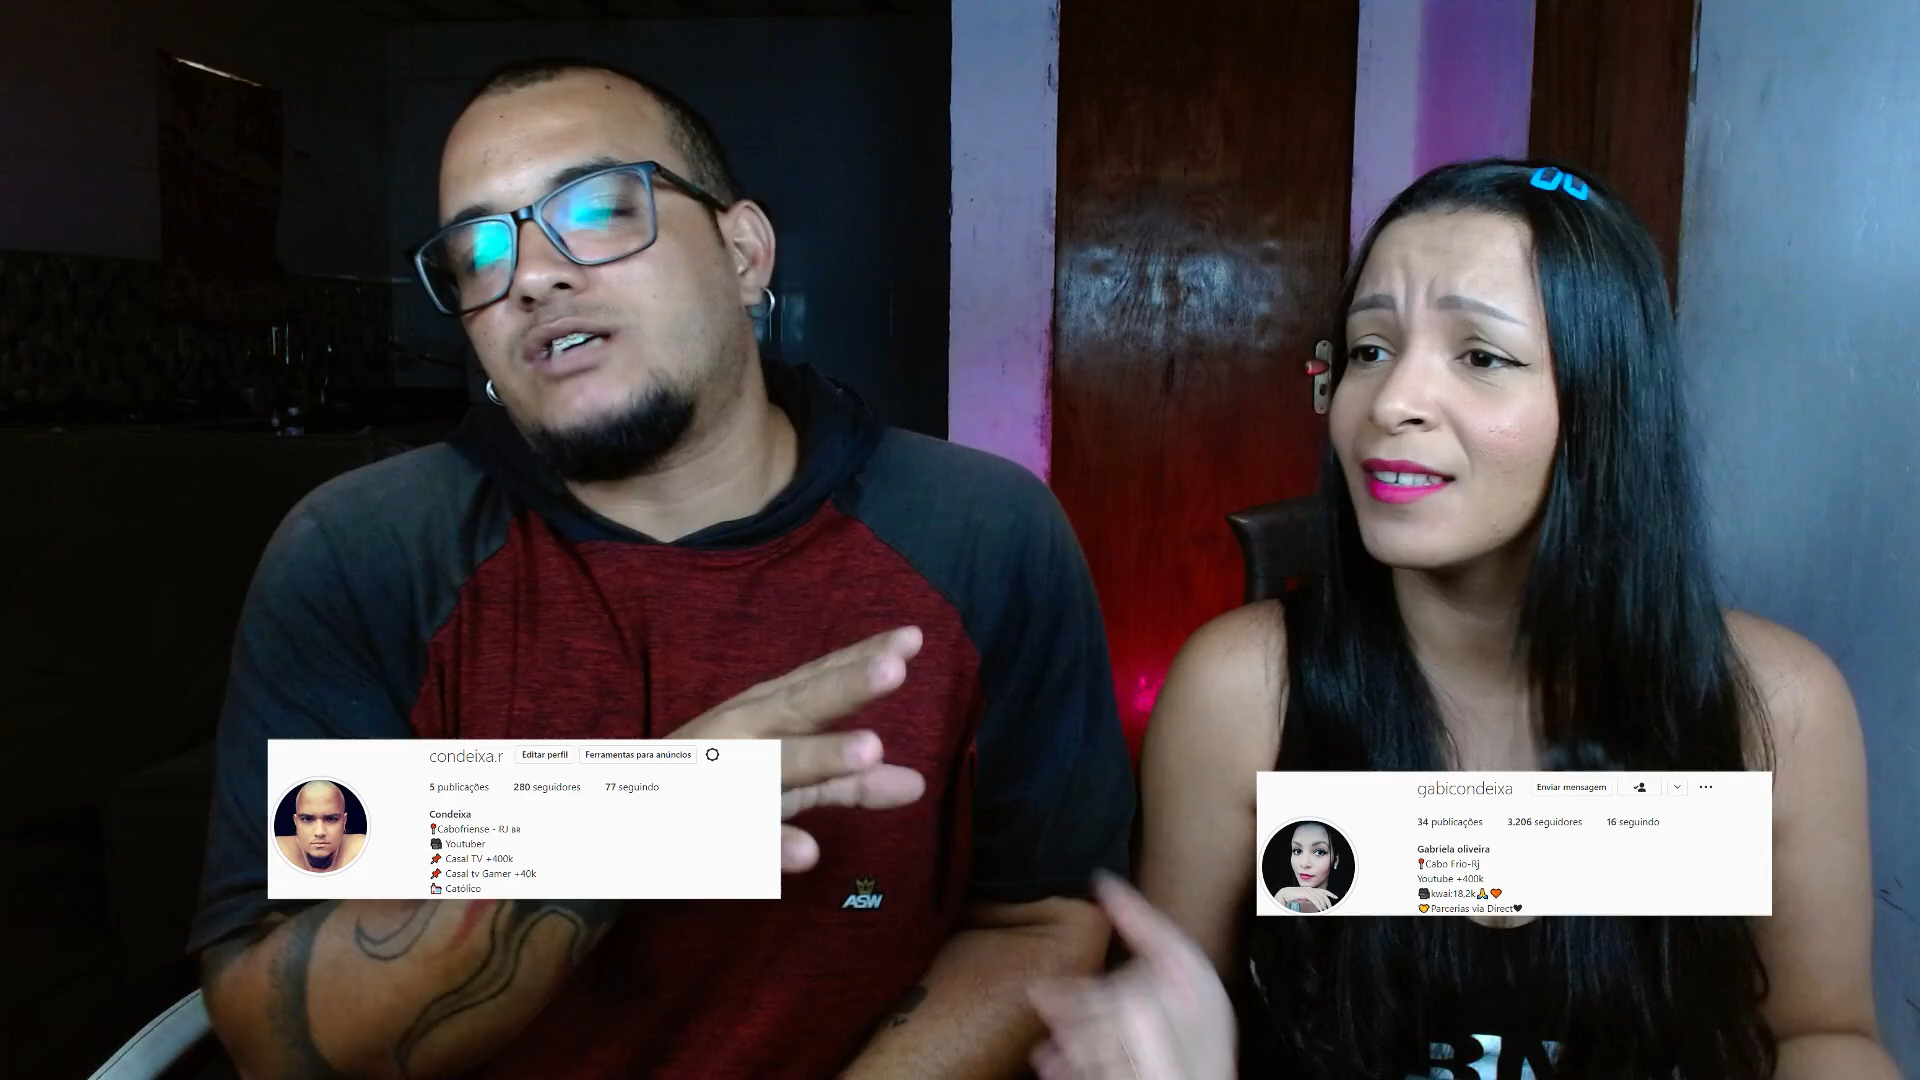 condeixa.r Editar perfil Ferramentas para anúncios
5 publicações 280 seguidores 77 seguindo
Condeixa
📍Cabofriense - RJ BR
🎥 Youtuber
📌 Casal TV +400k
📌 Casal tv Gamer +40k
⛪ Católico
ASW
gabicondeixa Enviar mensagem
34 publicações 3.206 seguidores 16 seguindo
Gabriela oliveira
📍Cabo Frio-Rj
Youtube +400k
🎥kwai:18,2k🙏🧡
💛Parcerias via Direct🖤